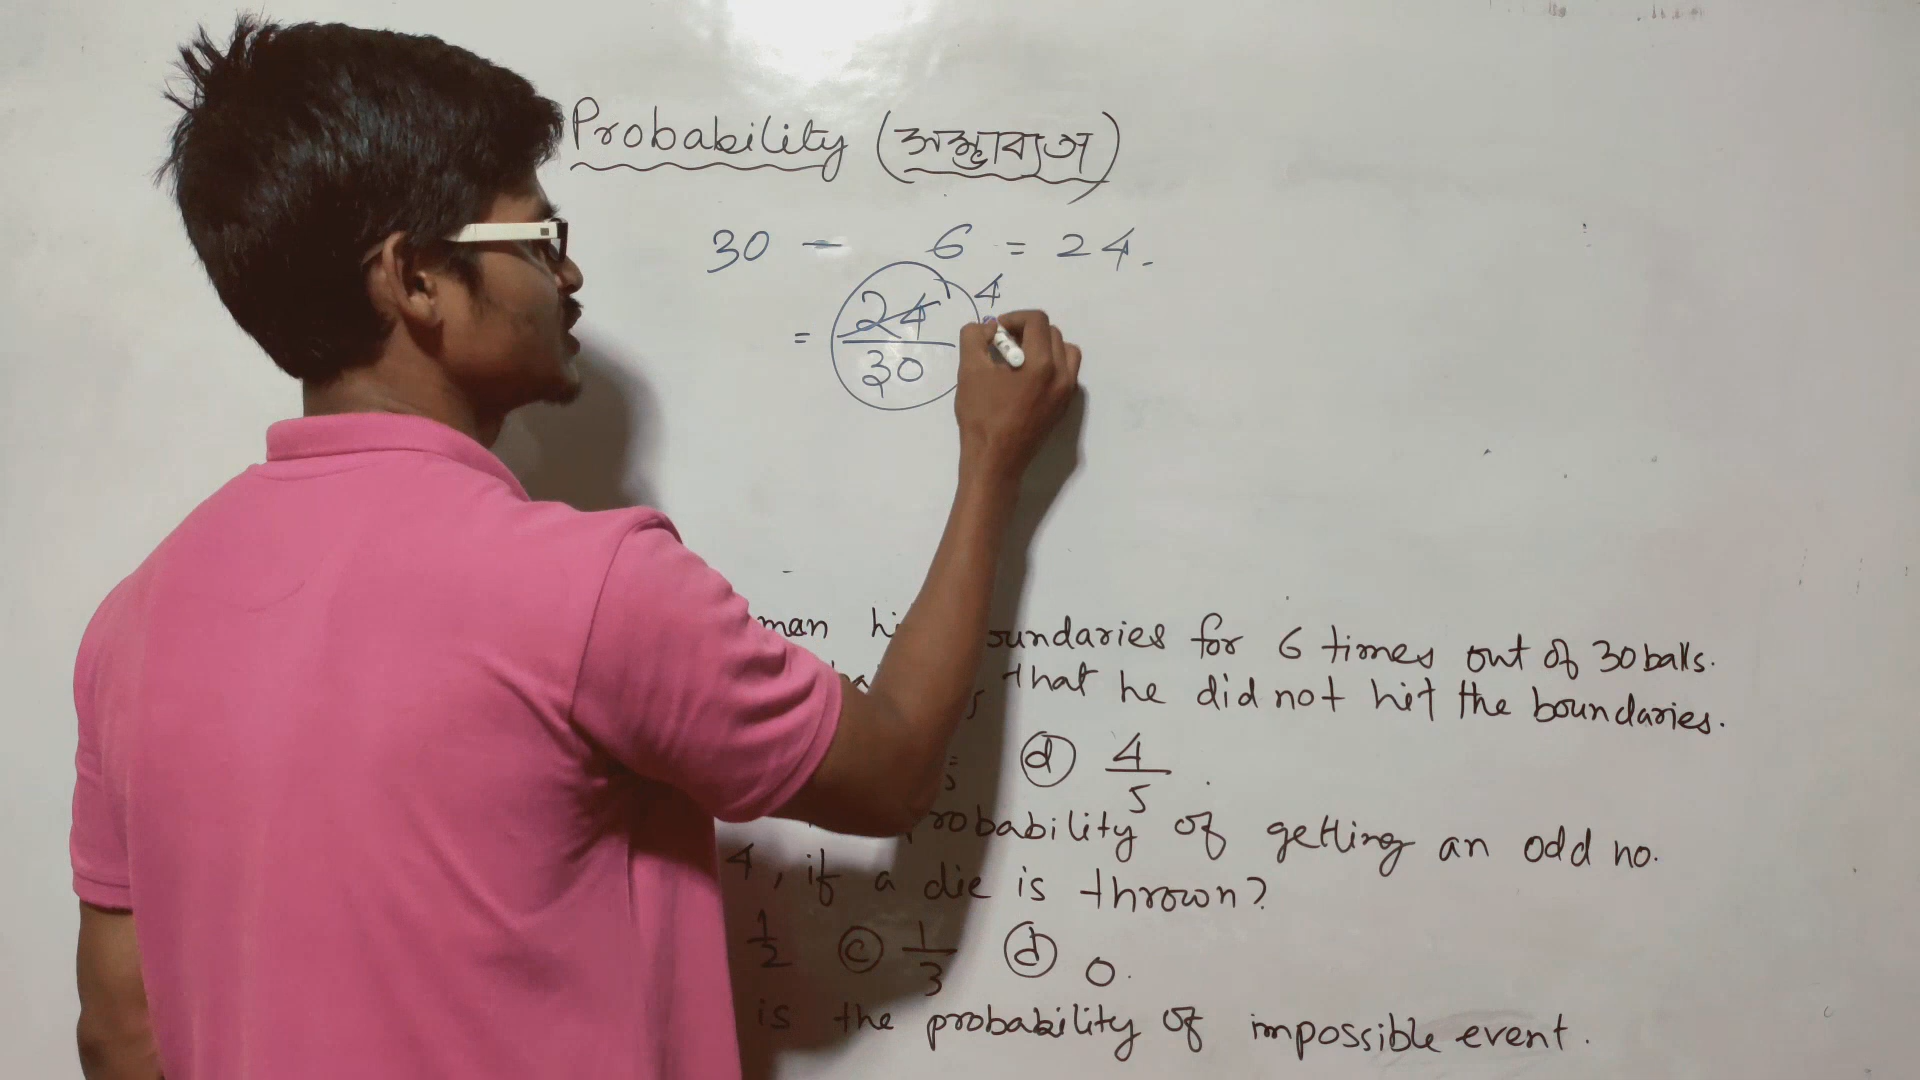 Probability (সম্ভাব্যতা)
30 - 6 = 24.
= 24/30 4
man hi undaries for 6 times out of 30 balls.
that he did not hit the boundaries.
(d) 4/5.
robability of getting an odd no.
4, if a die is thrown?
1/2 (c) 1/3 (d) 0.
is the probability of impossible event.